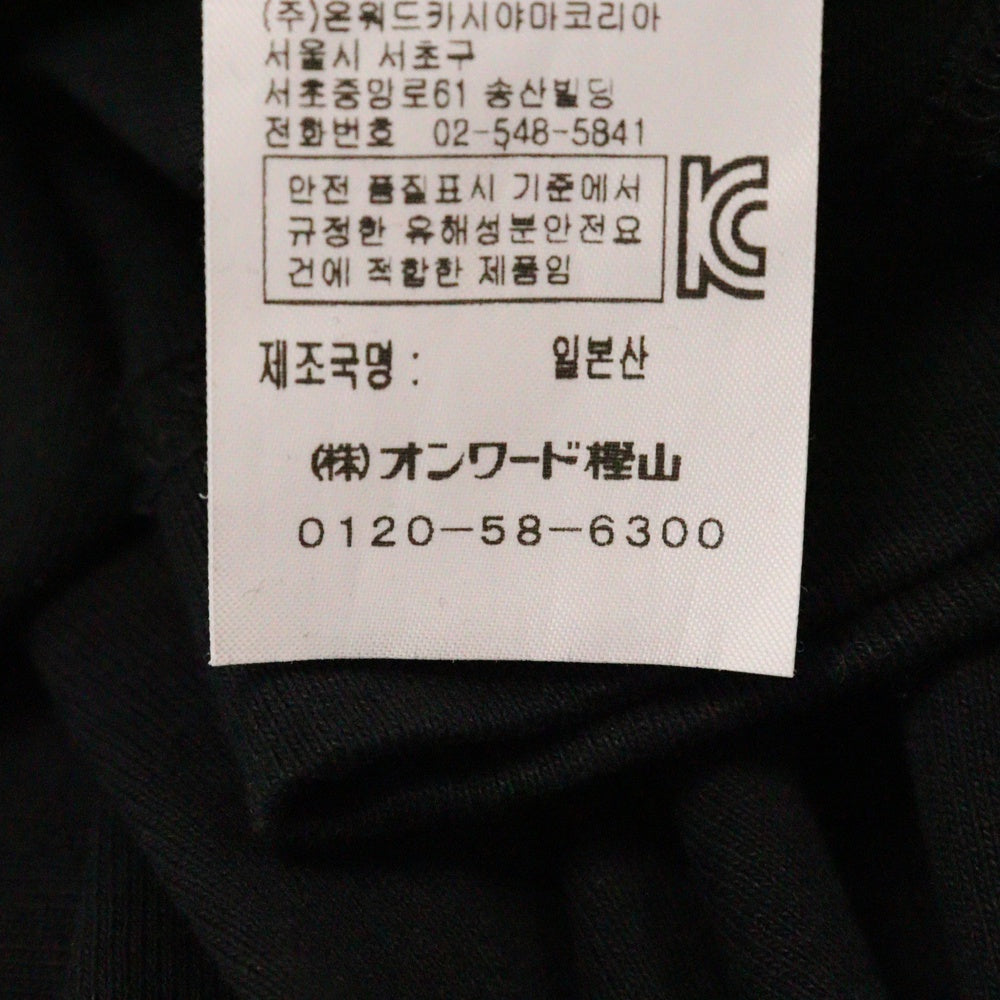 (주)온워드카시야마코리아
서울시 서초구
서초중앙로61 송산빌딩
전화번호 02-548-5841
안전 품질표시 기준에서
규정한 유해성분안전요
건에 적합한 제품임
KC
제조국명 : 일본산
(株)オンワード樫山
0120-58-6300